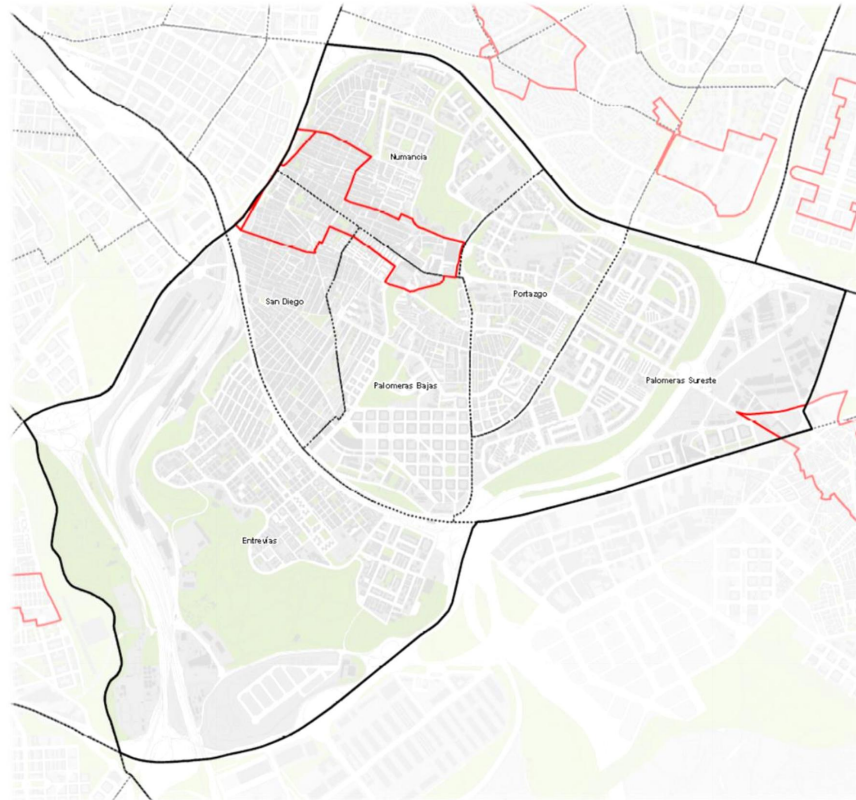 Numancia
San Diego
Portazgo
Palomeras Bajas
Palomeras Sureste
Entrevías